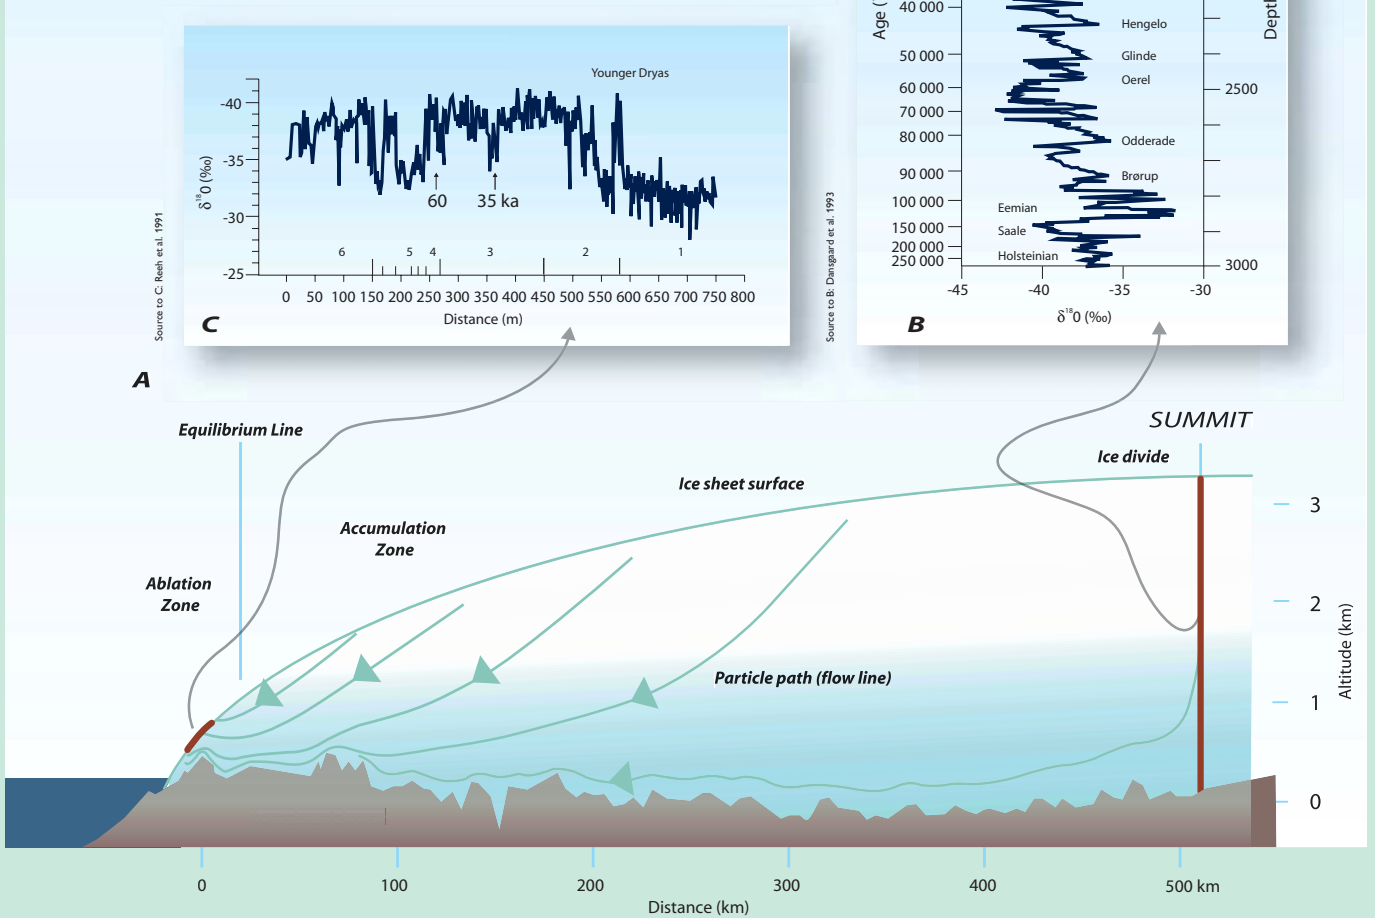 Younger Dryas
-40
-35
-30
-25
δ¹⁸0 (‰)
60
35 ka
6
5
4
3
2
1
0
50
100
150
200
250
300
350
400
450
500
550
600
650
700
750
800
Distance (m)
C
Source to C: Reeh et al. 1991
Age (
40 000
50 000
60 000
70 000
80 000
90 000
100 000
150 000
200 000
250 000
Hengelo
Glinde
Oerel
Odderade
Brørup
Eemian
Saale
Holsteinian
Depth
2500
3000
-45
-40
-35
-30
δ¹⁸0 (‰)
B
Source to B: Dansgaard et al. 1993
A
SUMMIT
Equilibrium Line
Ice divide
Ice sheet surface
Accumulation
Zone
Ablation
Zone
Particle path (flow line)
3
2
1
0
Altitude (km)
0
100
200
300
400
500 km
Distance (km)